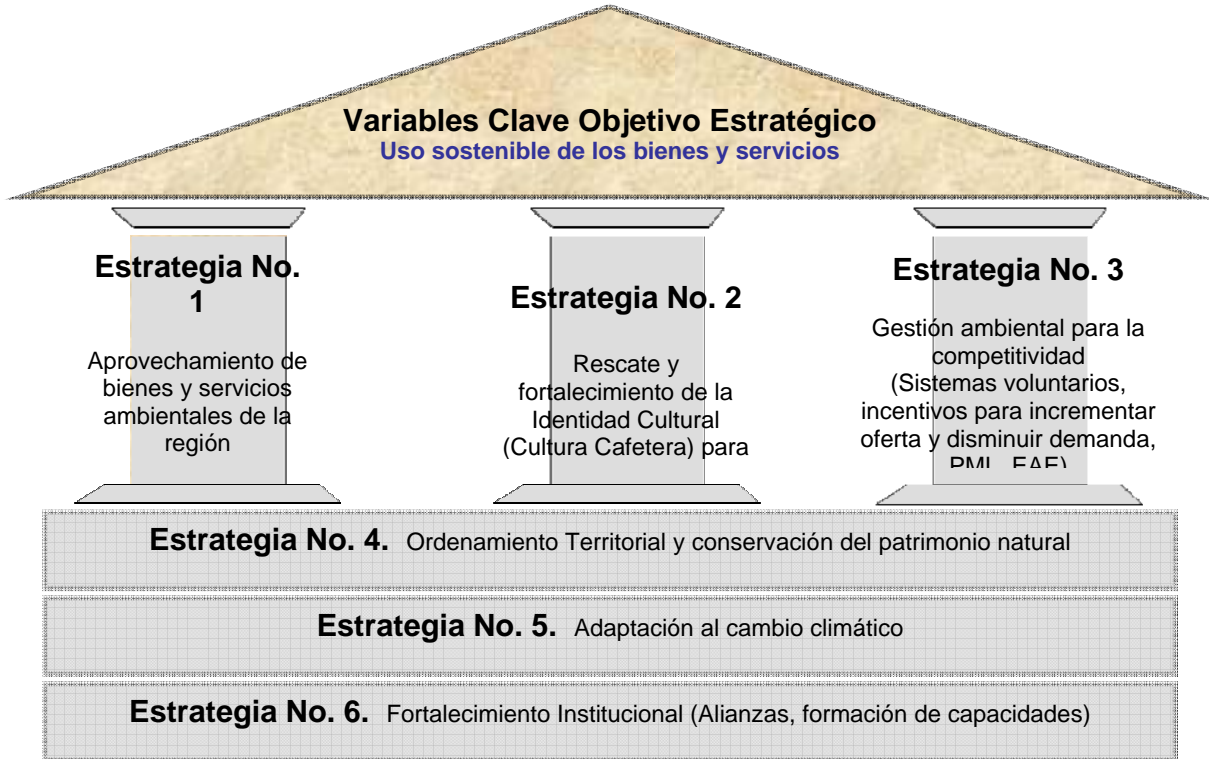 Variables Clave Objetivo Estratégico
Uso sostenible de los bienes y servicios
Estrategia No.
1
Aprovechamiento de
bienes y servicios
ambientales de la
región
Estrategia No. 2
Rescate y
fortalecimiento de la
Identidad Cultural
(Cultura Cafetera) para
Estrategia No. 3
Gestión ambiental para la
competitividad
(Sistemas voluntarios,
incentivos para incrementar
oferta y disminuir demanda,
Estrategia No. 4. Ordenamiento Territorial y conservación del patrimonio natural
Estrategia No. 5. Adaptación al cambio climático
Estrategia No. 6. Fortalecimiento Institucional (Alianzas, formación de capacidades)